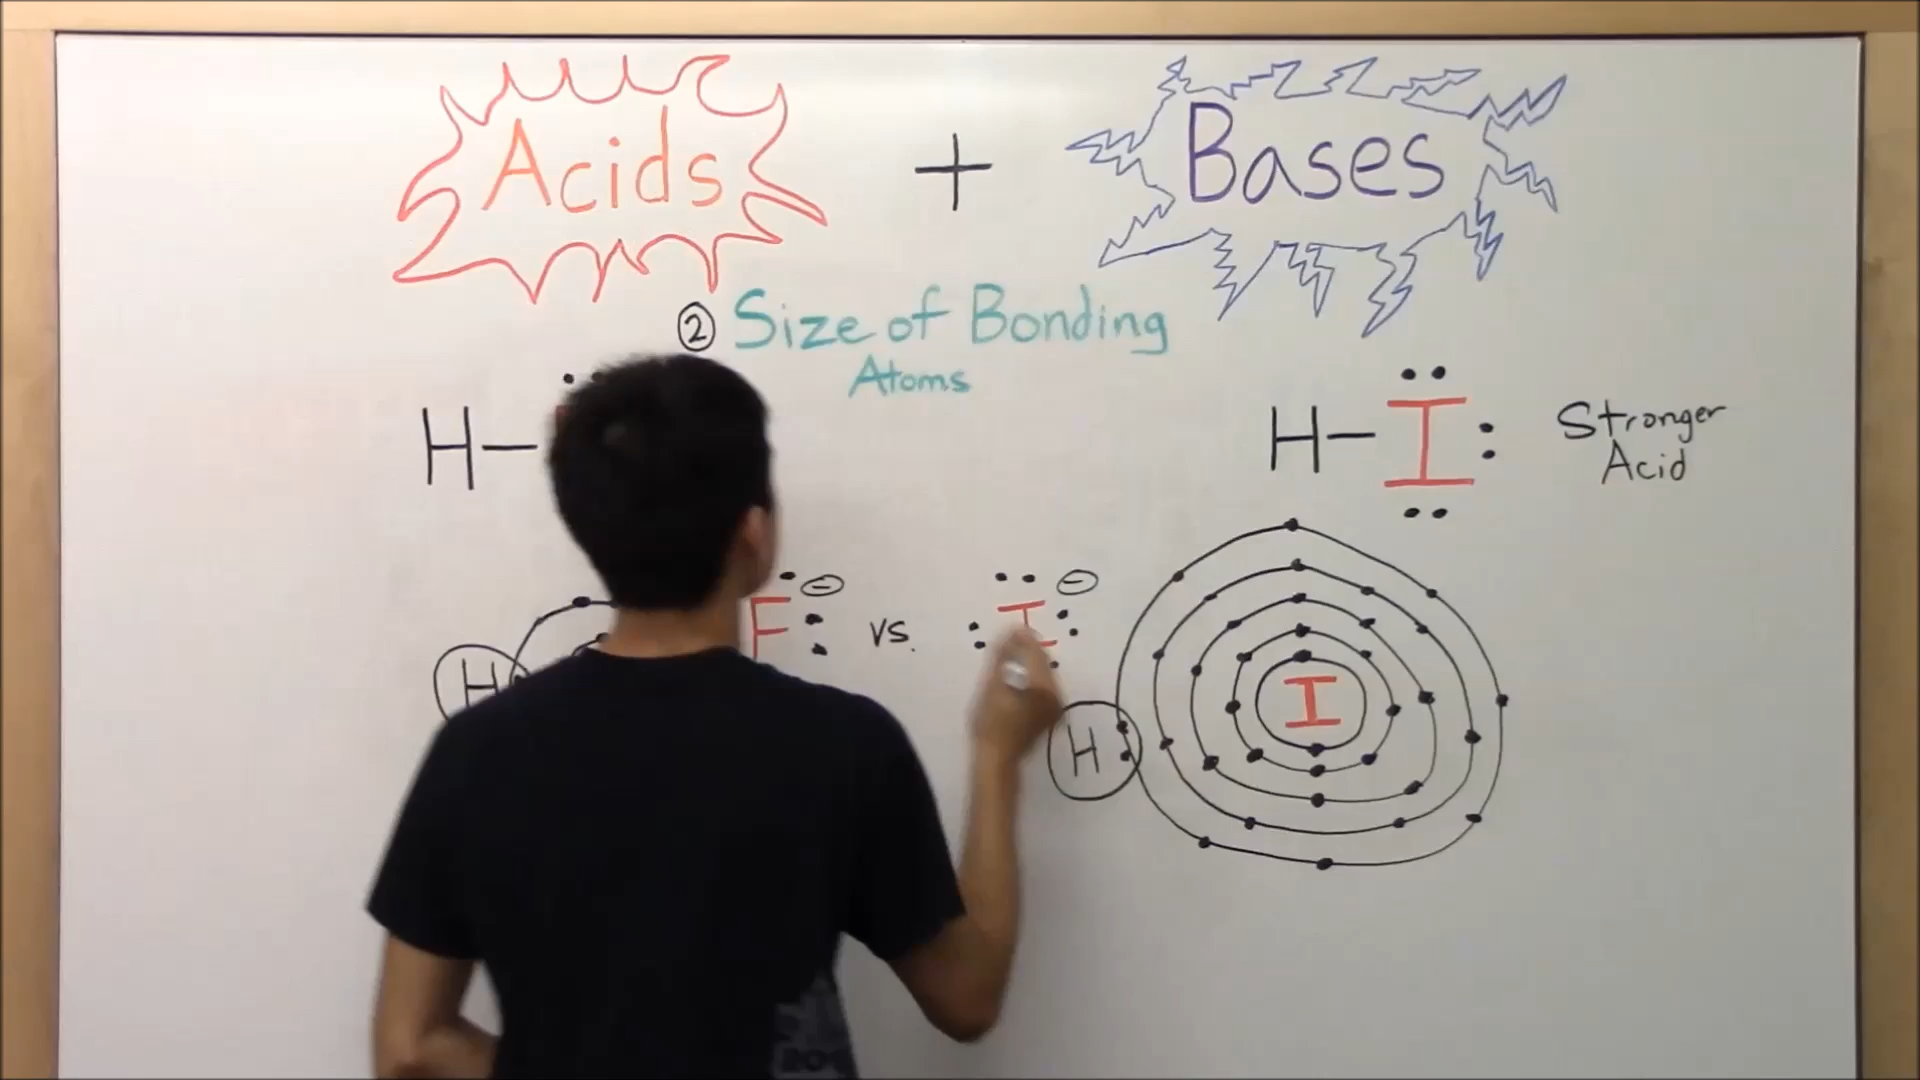 Acids + Bases
② Size of Bonding
Atoms
H—
H—I: Stronger
Acid
F ⊖ vs. I ⊖
H
H
I